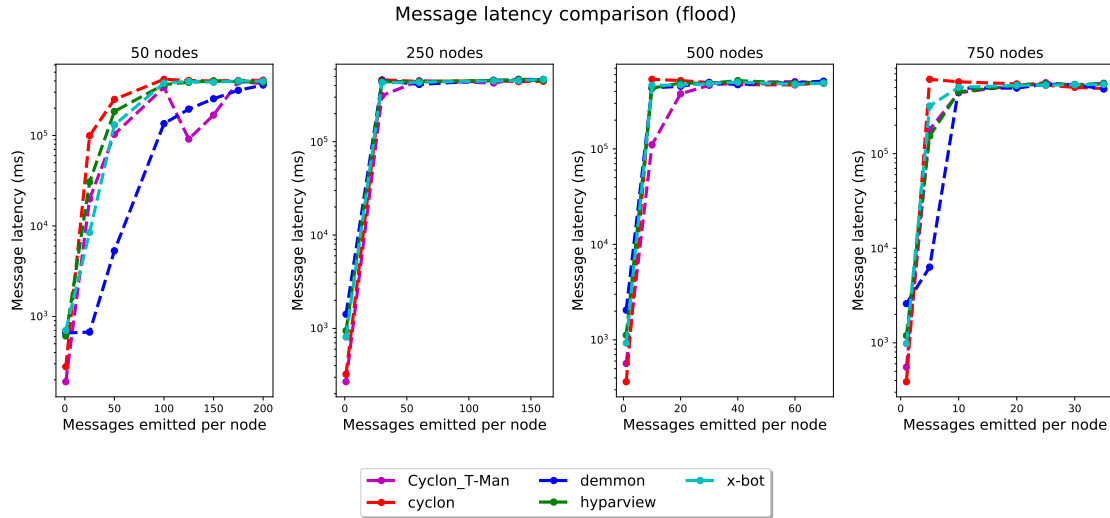 Message latency comparison (flood)
50 nodes
250 nodes
500 nodes
750 nodes
Message latency (ms)
10^5
10^4
10^3
0 50 100 150 200
Messages emitted per node
Message latency (ms)
10^5
10^4
10^3
0 50 100 150
Messages emitted per node
Message latency (ms)
10^5
10^4
10^3
0 20 40 60
Messages emitted per node
Message latency (ms)
10^5
10^4
10^3
0 10 20 30
Messages emitted per node
Cyclon_T-Man demmon x-bot
cyclon hyparview